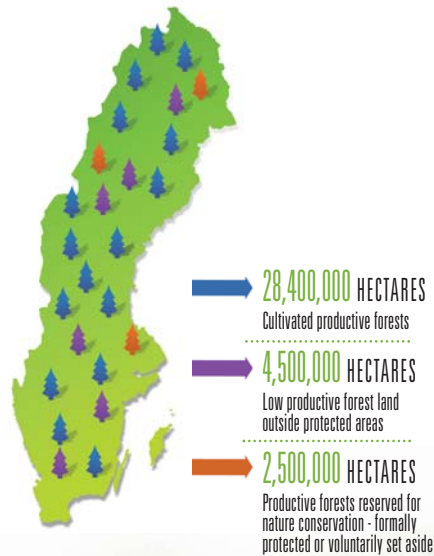 28,400,000 HECTARES
Cultivated productive forests
4,500,000 HECTARES
Low productive forest land
outside protected areas
2,500,000 HECTARES
Productive forests reserved for
nature conservation - formally
protected or voluntarily set aside